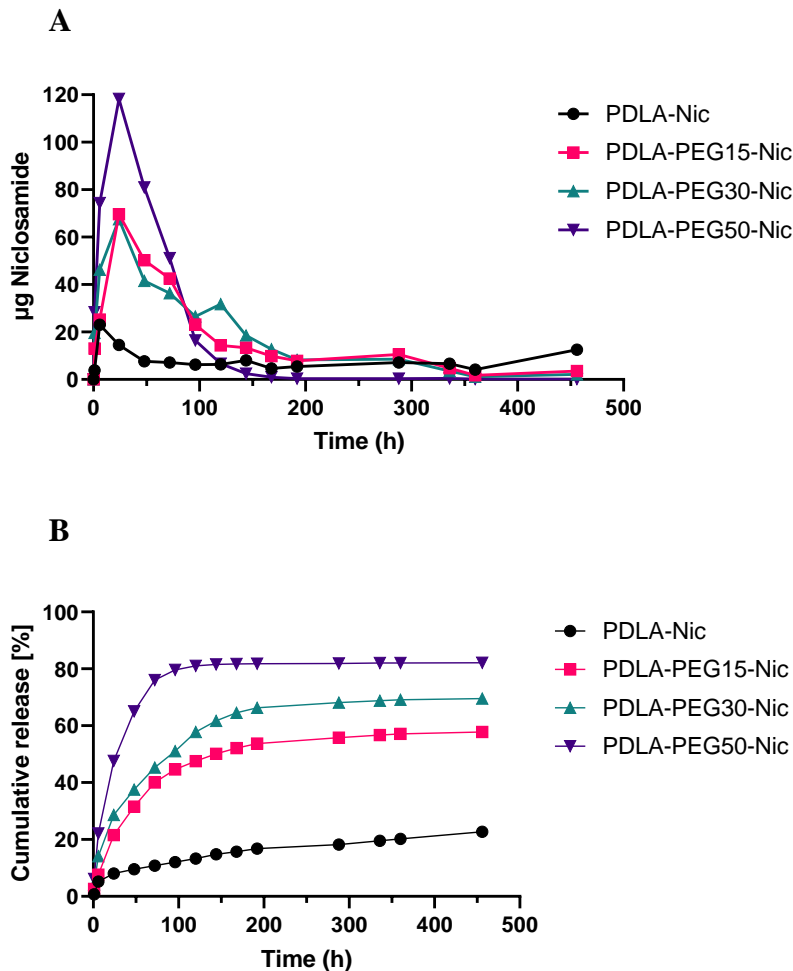 A
µg Niclosamide
120
100
80
60
40
20
0
0 100 200 300 400 500
Time (h)
PDLA-Nic
PDLA-PEG15-Nic
PDLA-PEG30-Nic
PDLA-PEG50-Nic
B
Cumulative release [%]
100
80
60
40
20
0
0 100 200 300 400 500
Time (h)
PDLA-Nic
PDLA-PEG15-Nic
PDLA-PEG30-Nic
PDLA-PEG50-Nic